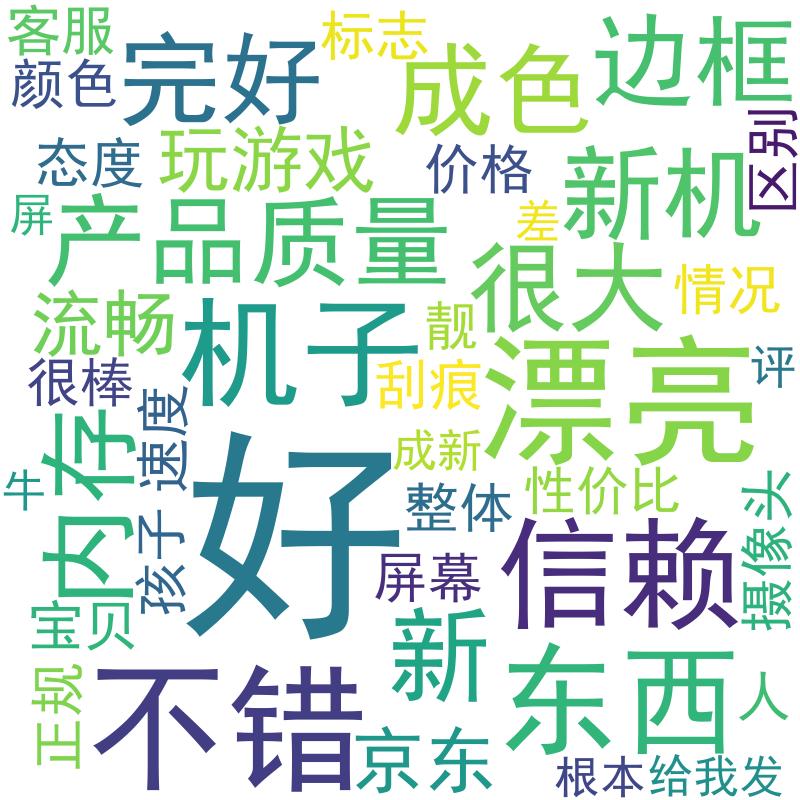 客服
标志
颜色
完好
成色
边框
区别
态度
玩游戏
价格
新机
屏
产品质量
差
很大
情况
流畅
机子
靓
漂亮
很棒
刮痕
评
内存
速度
好
成新
牛
整体
性价比
摄像头
孩子
屏幕
信赖
宝贝
新
东西
正规
不错
京东
人
根本
给我发